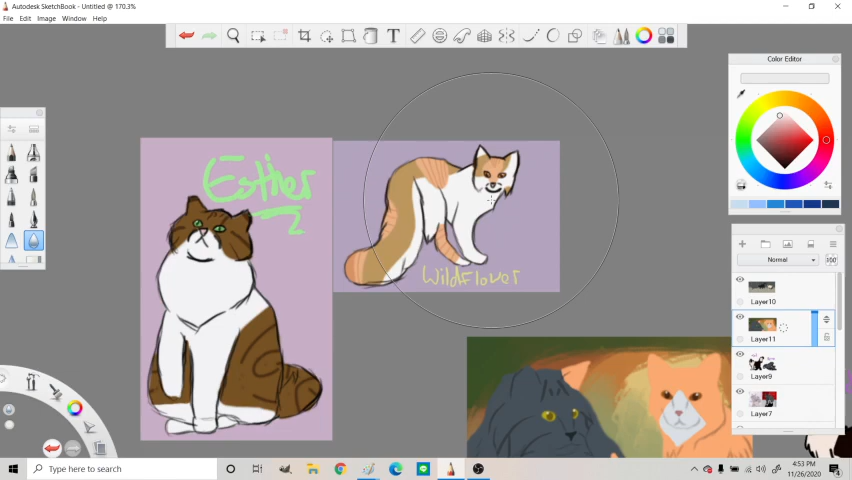 Autodesk SketchBook - Untitled @ 170.3%
File Edit Image Window Help
T
Color Editor
Esther
Wildflower
Normal
100
Layer10
Layer11
Layer9
Layer7
Type here to search
4:53 PM
11/26/2020
4